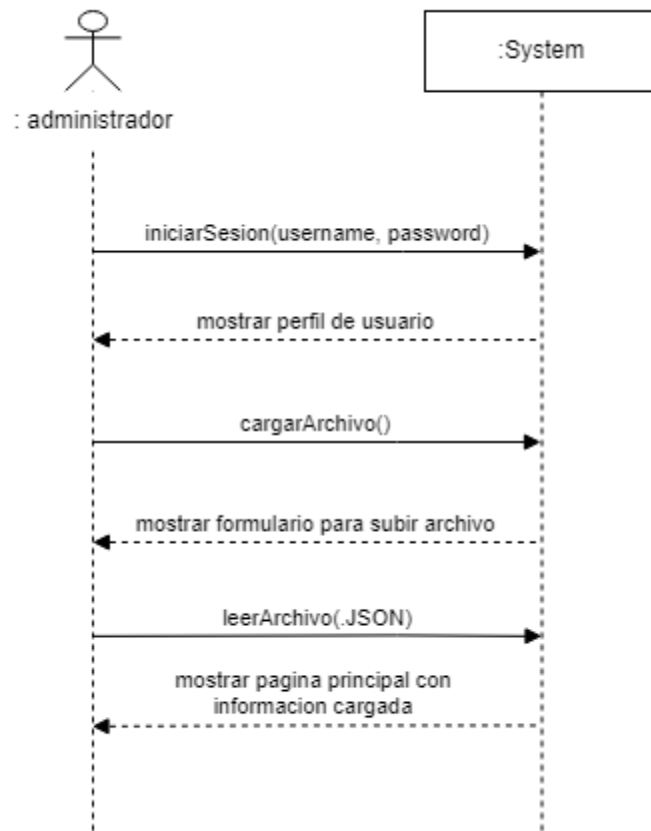 :System
: administrador
iniciarSesion(username, password)
mostrar perfil de usuario
cargarArchivo()
mostrar formulario para subir archivo
leerArchivo(.JSON)
mostrar pagina principal con
informacion cargada